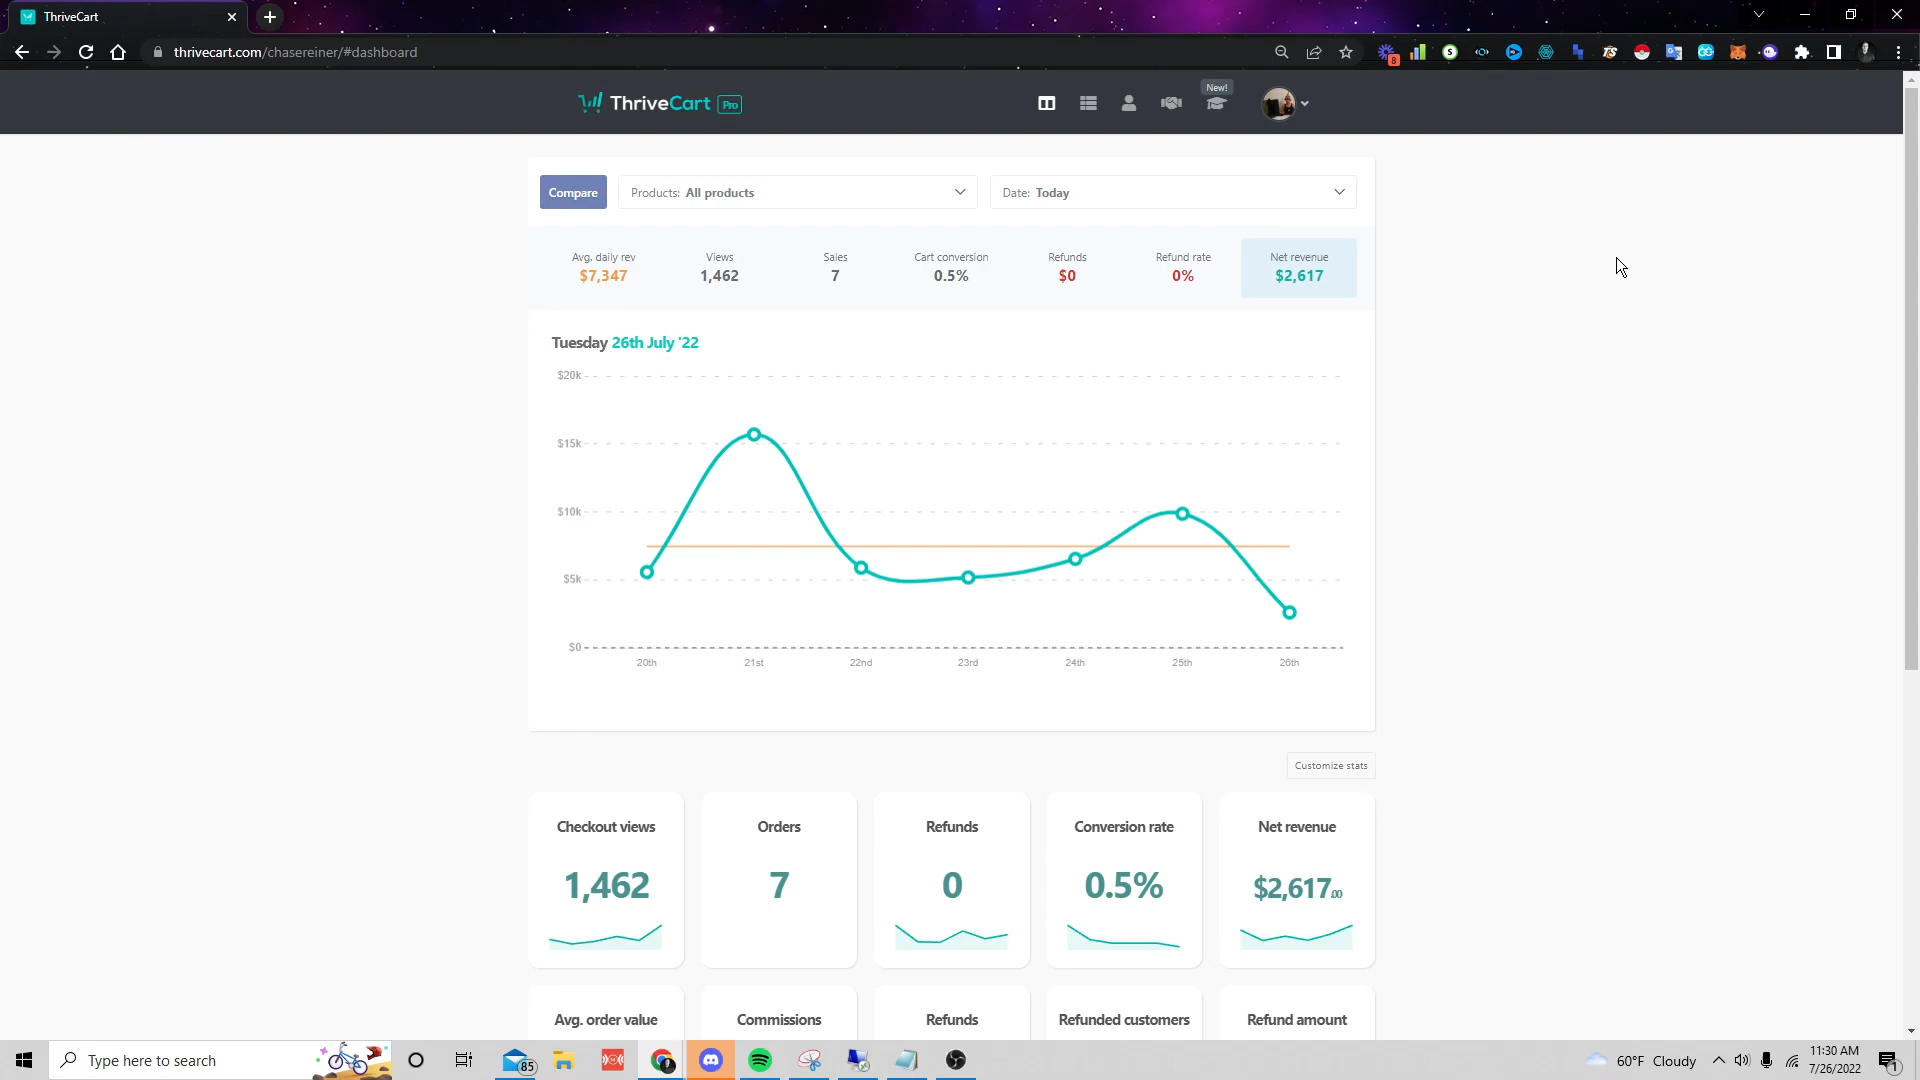 ThriveCart
thrivecart.com/chasereiner/#dashboard
8
ThriveCart Pro
New!
Compare
Products: All products
Date: Today
Avg. daily rev
$7,347
Views
1,462
Sales
7
Cart conversion
0.5%
Refunds
$0
Refund rate
0%
Net revenue
$2,617
Tuesday 26th July '22
$20k
$15k
$10k
$5k
$0
20th 21st 22nd 23rd 24th 25th 26th
Customize stats
Checkout views
1,462
Orders
7
Refunds
0
Conversion rate
0.5%
Net revenue
$2,617.00
Avg. order value
Commissions
Refunds
Refunded customers
Refund amount
Type here to search
85
60°F Cloudy
11:30 AM
7/26/2022
1